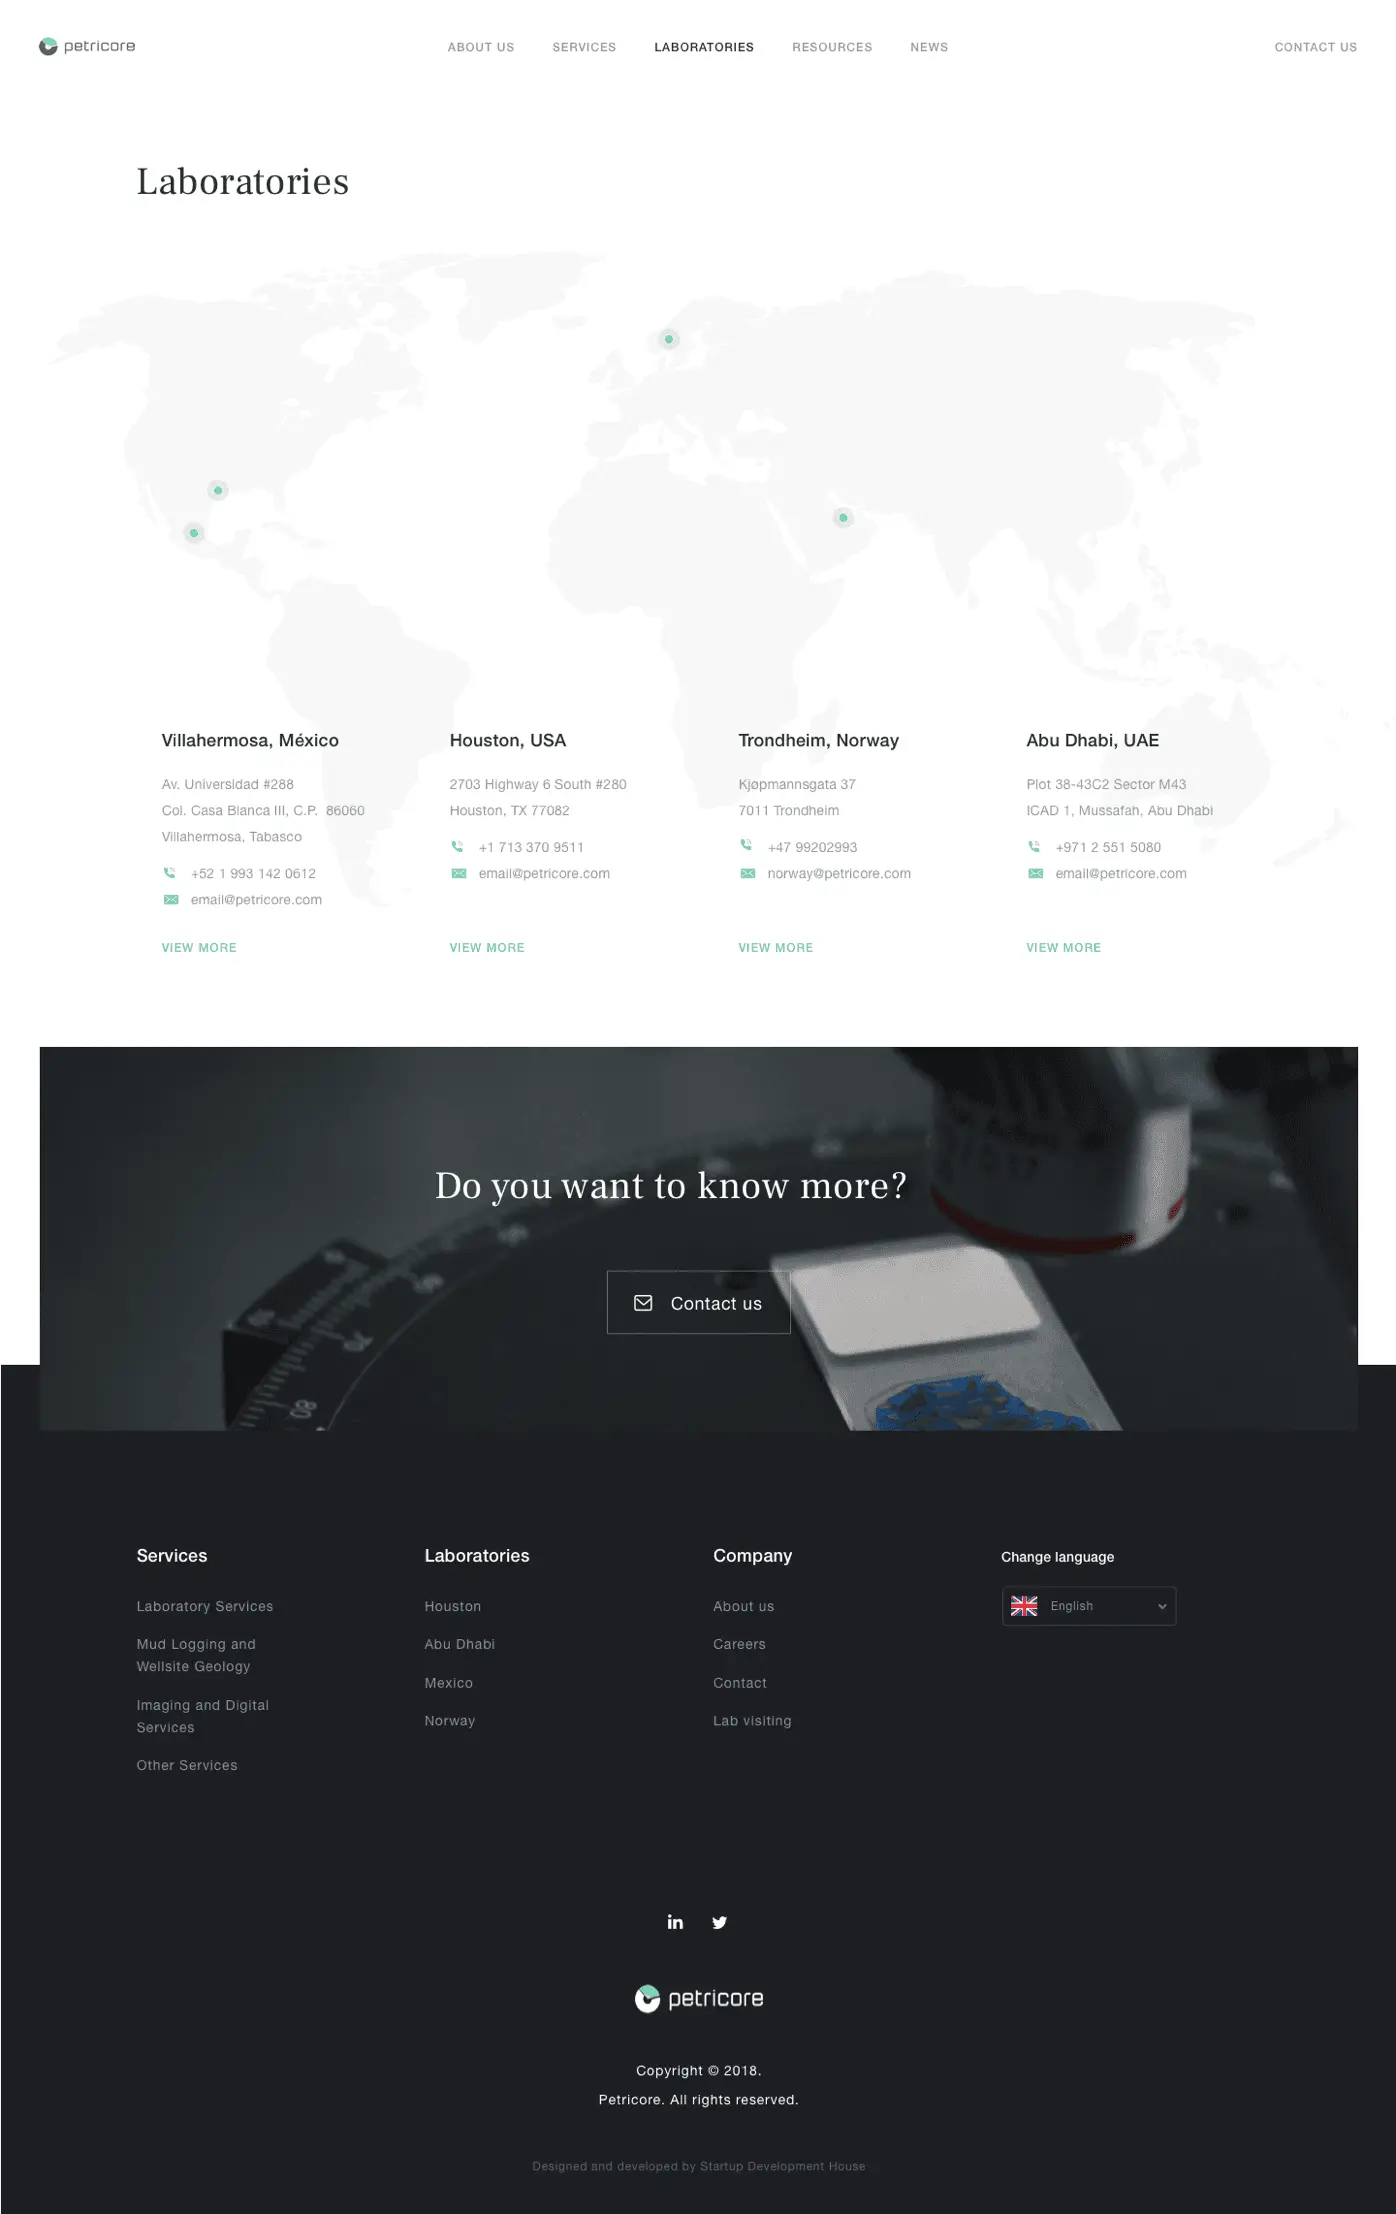 petricore
ABOUT US
SERVICES
LABORATORIES
RESOURCES
NEWS
CONTACT US
Laboratories
Villahermosa, México
Av. Universidad #288
Col. Casa Blanca III, C.P. 86060
Villahermosa, Tabasco
+52 1 993 142 0612
email@petricore.com
VIEW MORE
Houston, USA
2703 Highway 6 South #280
Houston, TX 77082
+1 713 370 9511
email@petricore.com
VIEW MORE
Trondheim, Norway
Kjøpmannsgata 37
7011 Trondheim
+47 99202993
norway@petricore.com
VIEW MORE
Abu Dhabi, UAE
Plot 38-43C2 Sector M43
ICAD 1, Mussafah, Abu Dhabi
+971 2 551 5080
email@petricore.com
VIEW MORE
Do you want to know more?
Contact us
80
Services
Laboratory Services
Mud Logging and
Wellsite Geology
Imaging and Digital
Services
Other Services
Laboratories
Houston
Abu Dhabi
Mexico
Norway
Company
About us
Careers
Contact
Lab visiting
Change language
English
in
petricore
Copyright © 2018.
Petricore. All rights reserved.
Designed and developed by Startup Development House